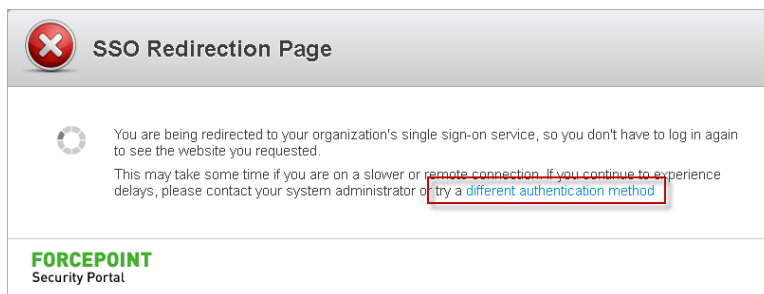 SSO Redirection Page
You are being redirected to your organization's single sign-on service, so you don't have to log in again
to see the website you requested.
This may take some time if you are on a slower or remote connection. If you continue to experience
delays, please contact your system administrator or try a different authentication method
FORCEPOINT
Security Portal